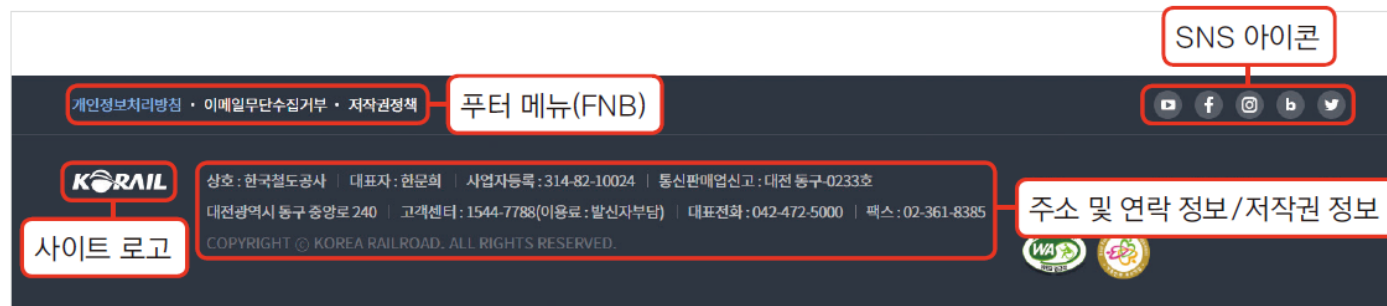 SNS 아이콘
개인정보처리방침 · 이메일무단수집거부 · 저작권정책
푸터 메뉴(FNB)
f
b
KORAIL
사이트 로고
상호 : 한국철도공사 | 대표자 : 한문희 | 사업자등록 : 314-82-10024 | 통신판매업신고 : 대전 동구-0233호
대전광역시 동구 중앙로 240 | 고객센터 : 1544-7788(이용료 : 발신자부담) | 대표전화 : 042-472-5000 | 팩스 : 02-361-8385
COPYRIGHT ⓒ KOREA RAILROAD. ALL RIGHTS RESERVED.
주소 및 연락 정보/저작권 정보
WA